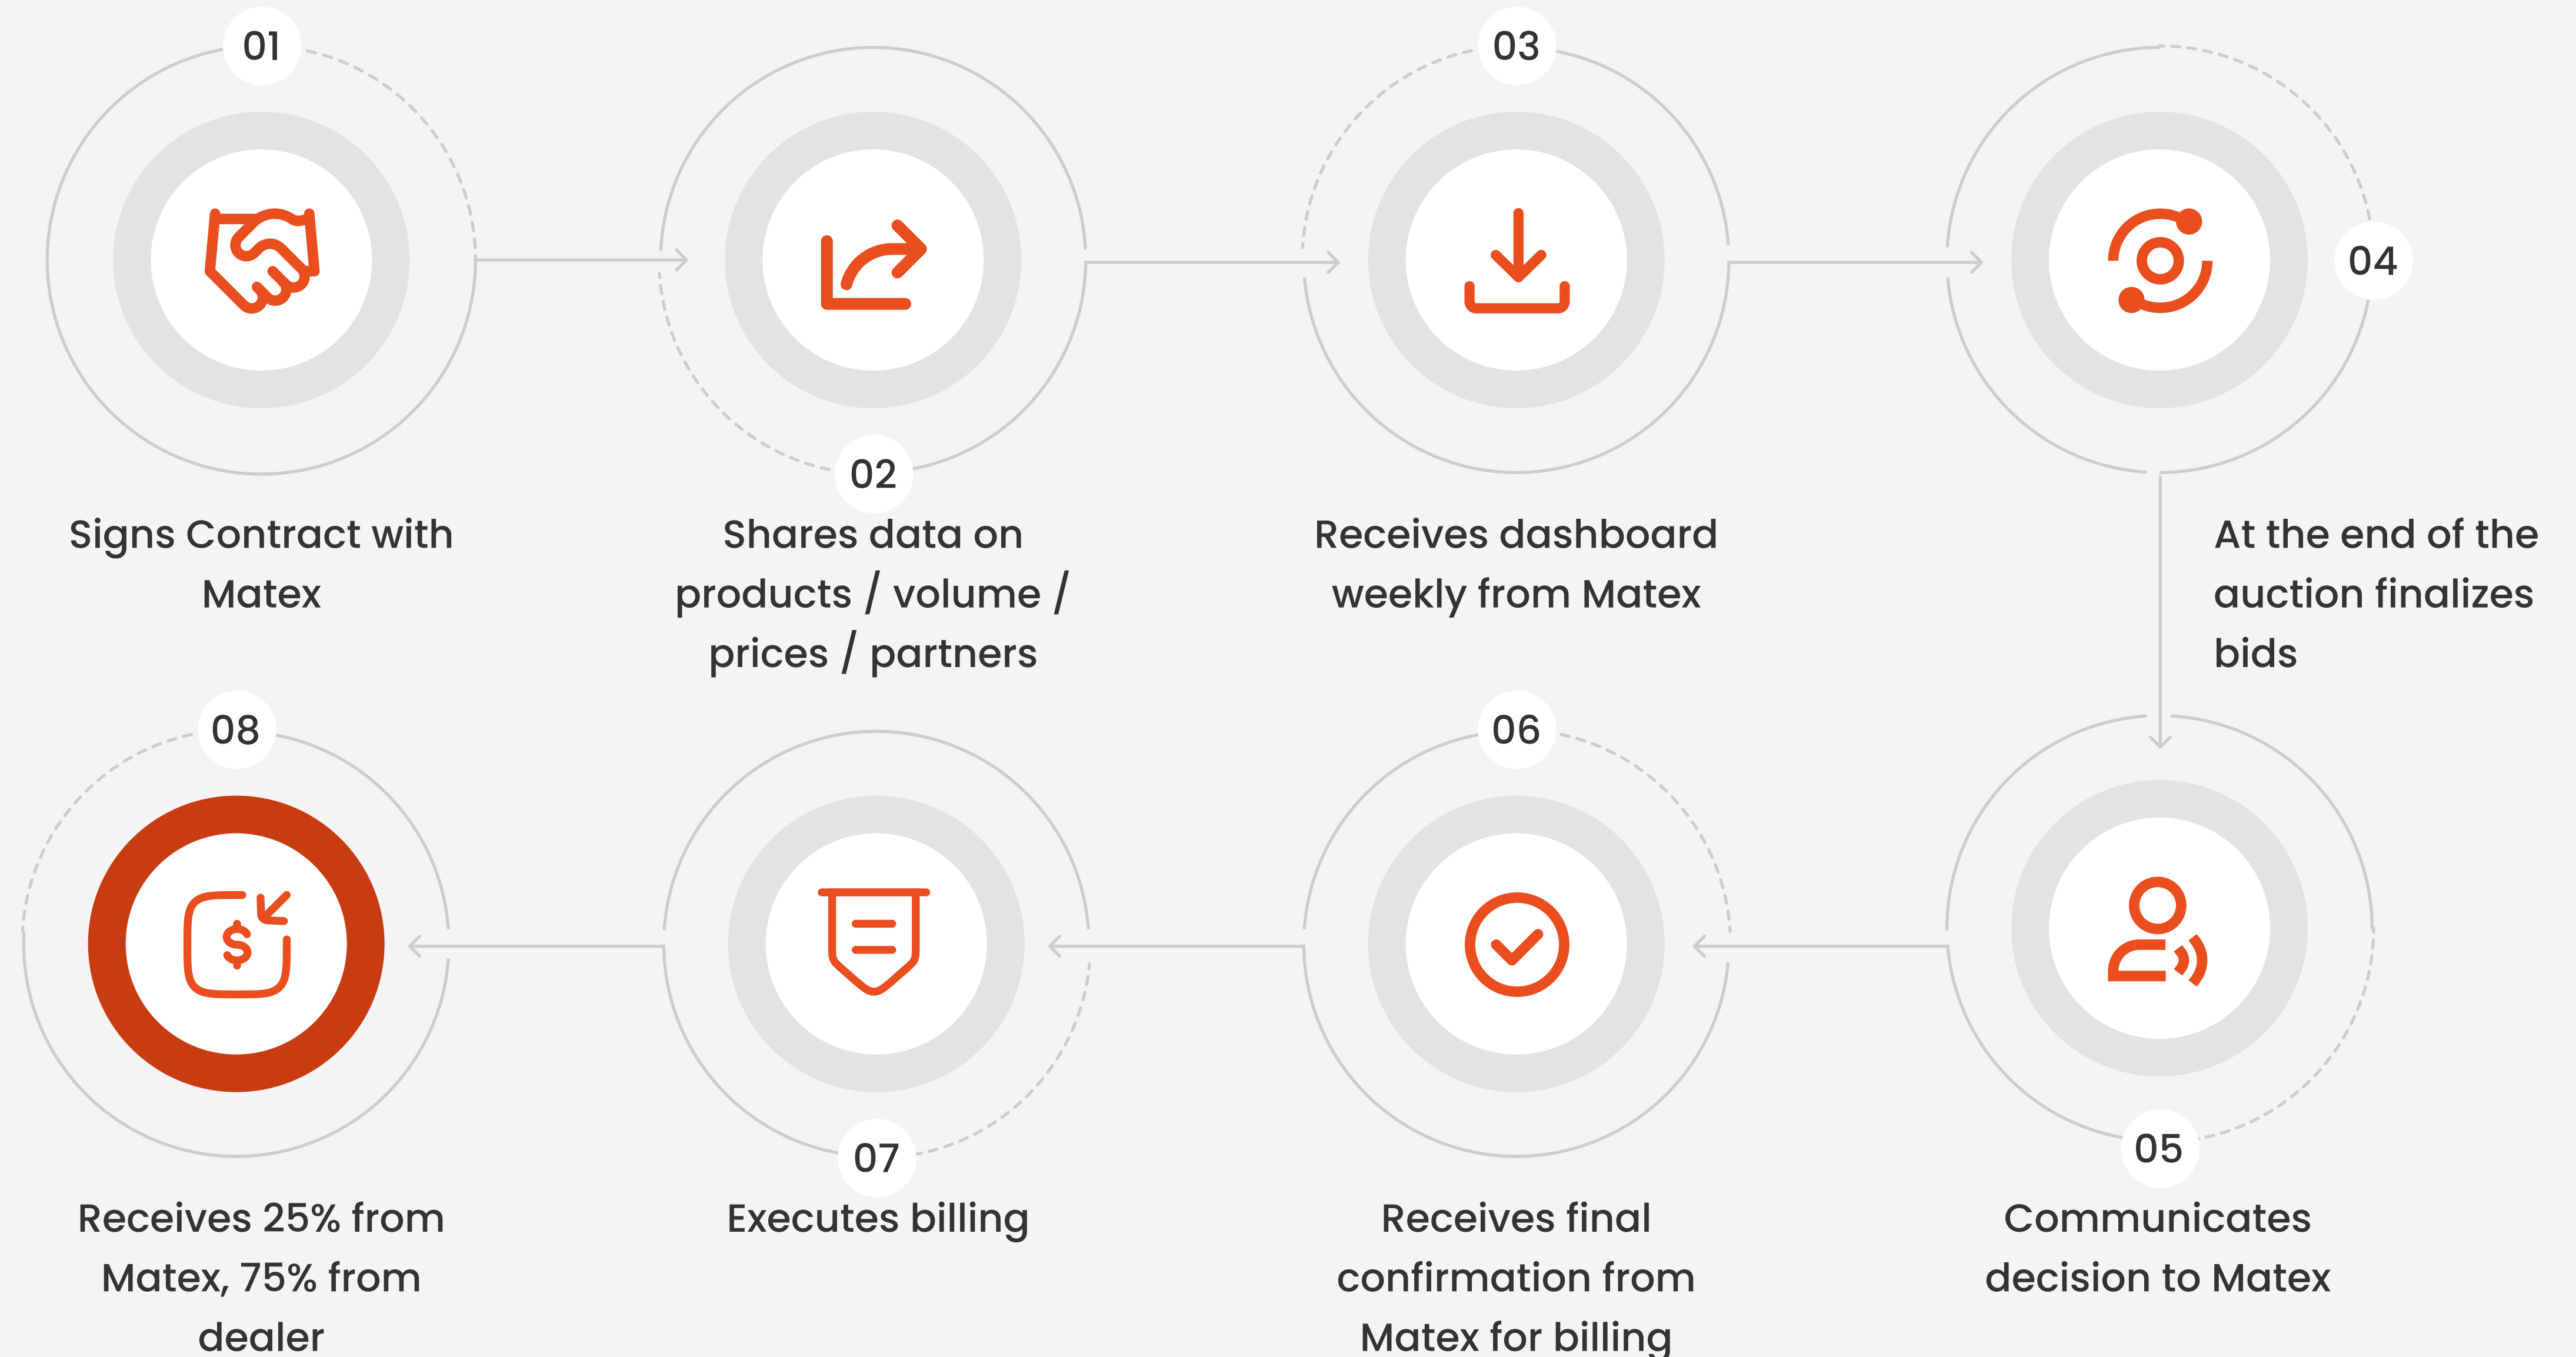 01
Signs Contract with
Matex
02
Shares data on
products / volume /
prices / partners
03
Receives dashboard
weekly from Matex
04
At the end of the
auction finalizes
bids
05
Communicates
decision to Matex
06
Receives final
confirmation from
Matex for billing
07
Executes billing
08
Receives 25% from
Matex, 75% from
dealer
$